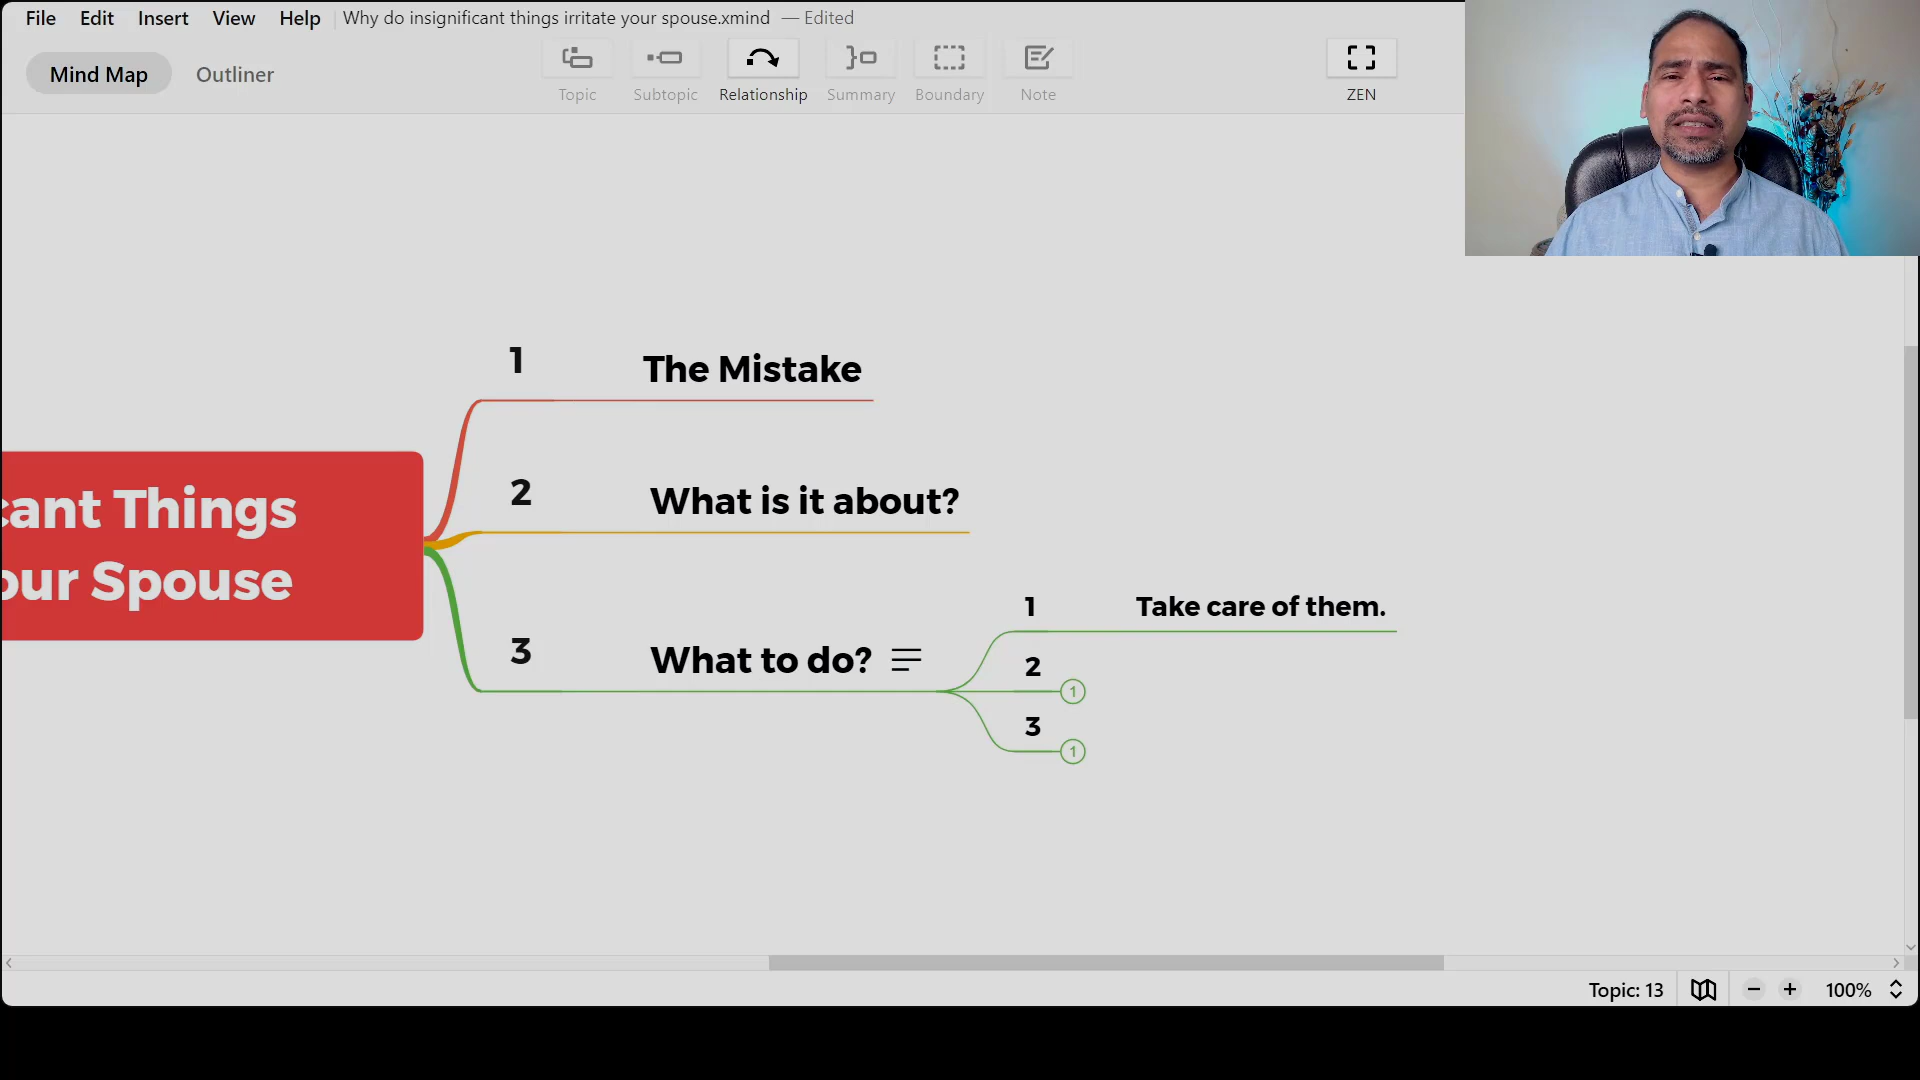 File Edit Insert View Help Why do insignificant things irritate your spouse.xmind — Edited
Mind Map Outliner
Topic Subtopic Relationship Summary Boundary Note ZEN
1 The Mistake
cant Things
our Spouse
2 What is it about?
3 What to do?
1 Take care of them.
2 1
3 1
Topic: 13 100%